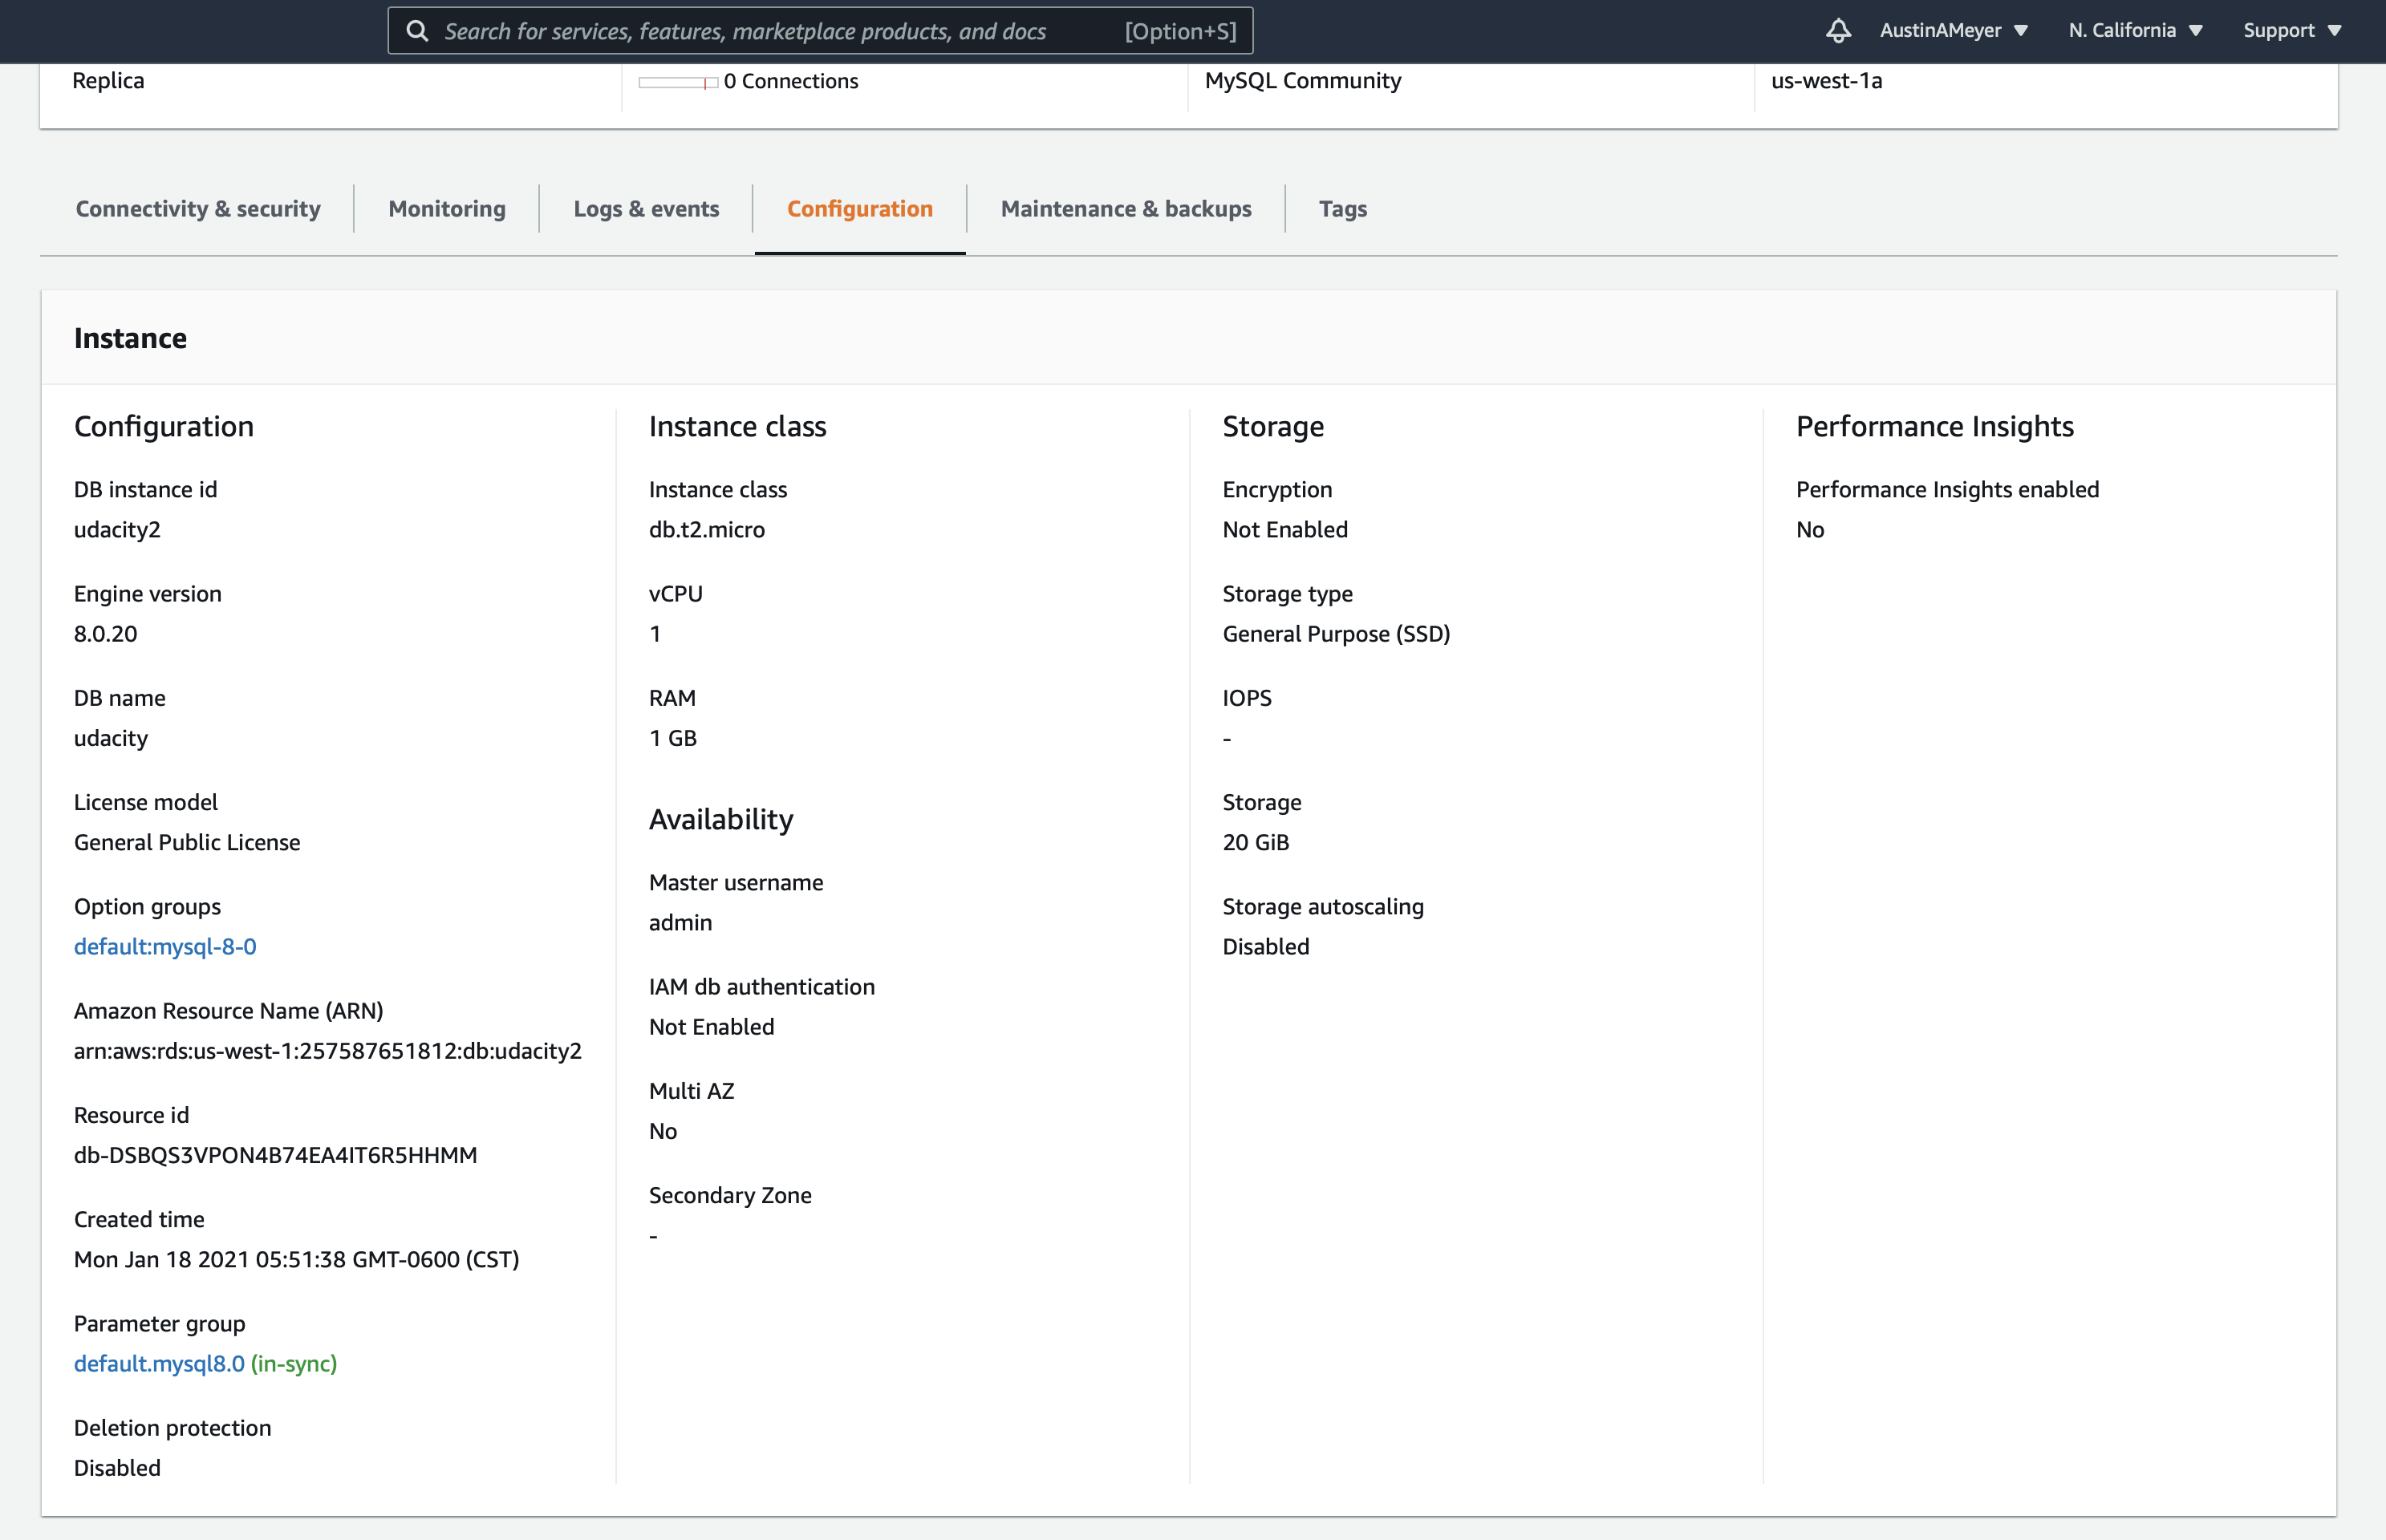 Search for services, features, marketplace products, and docs [Option+S] AustinAMeyer N. California Support
Replica 0 Connections MySQL Community us-west-1a
Connectivity & security Monitoring Logs & events Configuration Maintenance & backups Tags
Instance
Configuration
DB instance id
udacity2
Engine version
8.0.20
DB name
udacity
License model
General Public License
Option groups
default:mysql-8-0
Amazon Resource Name (ARN)
arn:aws:rds:us-west-1:257587651812:db:udacity2
Resource id
db-DSBQS3VPON4B74EA4IT6R5HHMM
Created time
Mon Jan 18 2021 05:51:38 GMT-0600 (CST)
Parameter group
default.mysql8.0 (in-sync)
Deletion protection
Disabled
Instance class
Instance class
db.t2.micro
vCPU
1
RAM
1 GB
Availability
Master username
admin
IAM db authentication
Not Enabled
Multi AZ
No
Secondary Zone
-
Storage
Encryption
Not Enabled
Storage type
General Purpose (SSD)
IOPS
-
Storage
20 GiB
Storage autoscaling
Disabled
Performance Insights
Performance Insights enabled
No